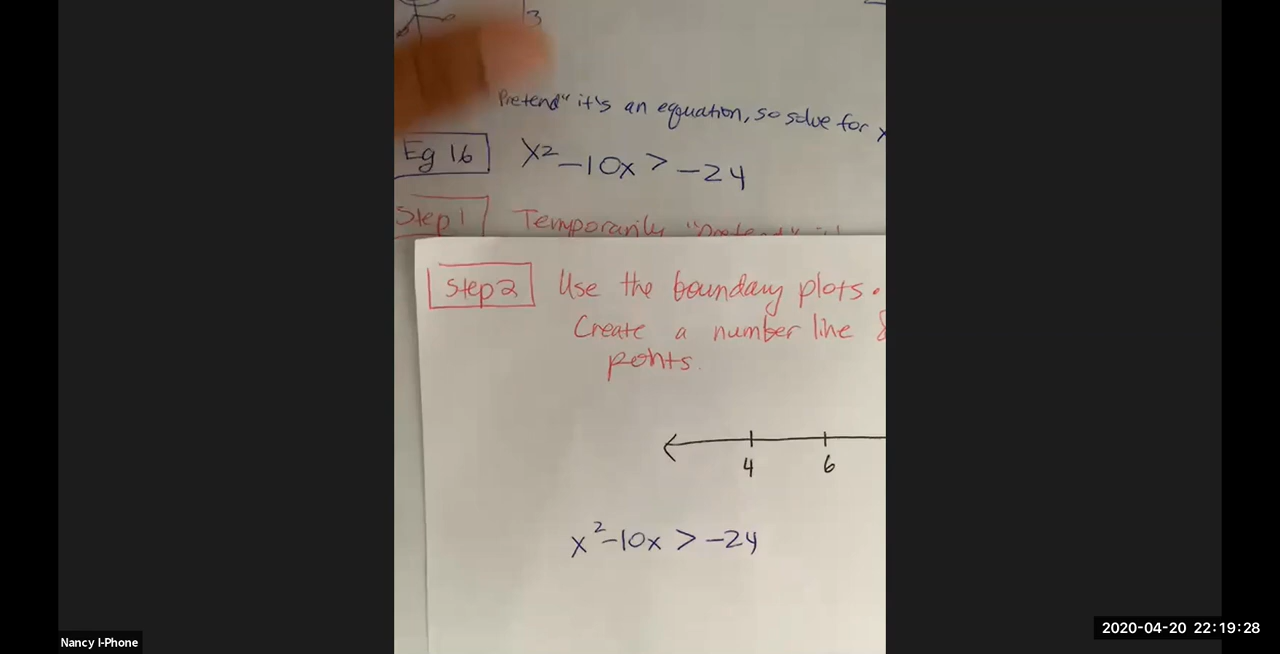 3
Pretend" it's an equation, so solve for x
Eg 16 x² -10x > -24
Step 1 Temporarily
Step 2 Use the boundary plots.
Create a number line &
points.
4 6
x² -10x > -24
Nancy I-Phone
2020-04-20 22:19:28